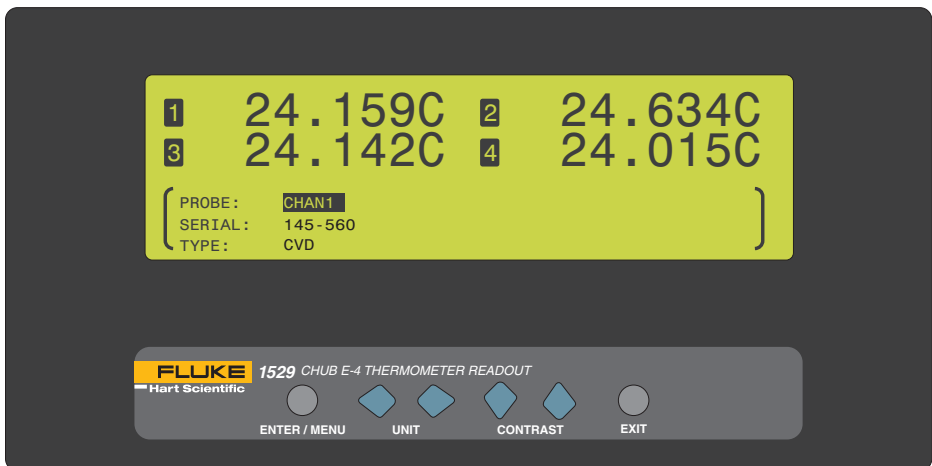 1 24.159C 2 24.634C
3 24.142C 4 24.015C
PROBE: CHAN1
SERIAL: 145-560
TYPE: CVD
FLUKE 1529 CHUB E-4 THERMOMETER READOUT
Hart Scientific
ENTER / MENU UNIT CONTRAST EXIT